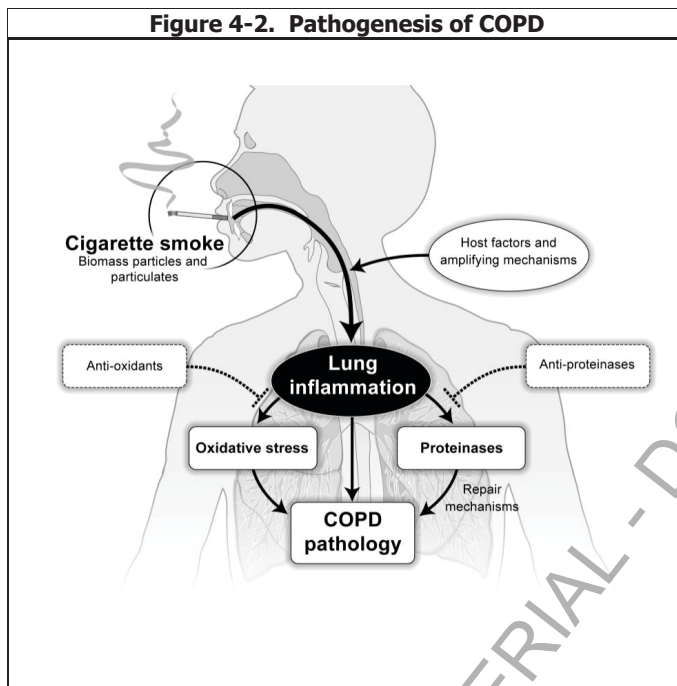 Figure 4-2. Pathogenesis of COPD
Cigarette smoke
Biomass particles and
particulates
Host factors and
amplifying mechanisms
Lung
inflammation
Anti-oxidants
Anti-proteinases
Oxidative stress
Proteinases
Repair
mechanisms
COPD
pathology